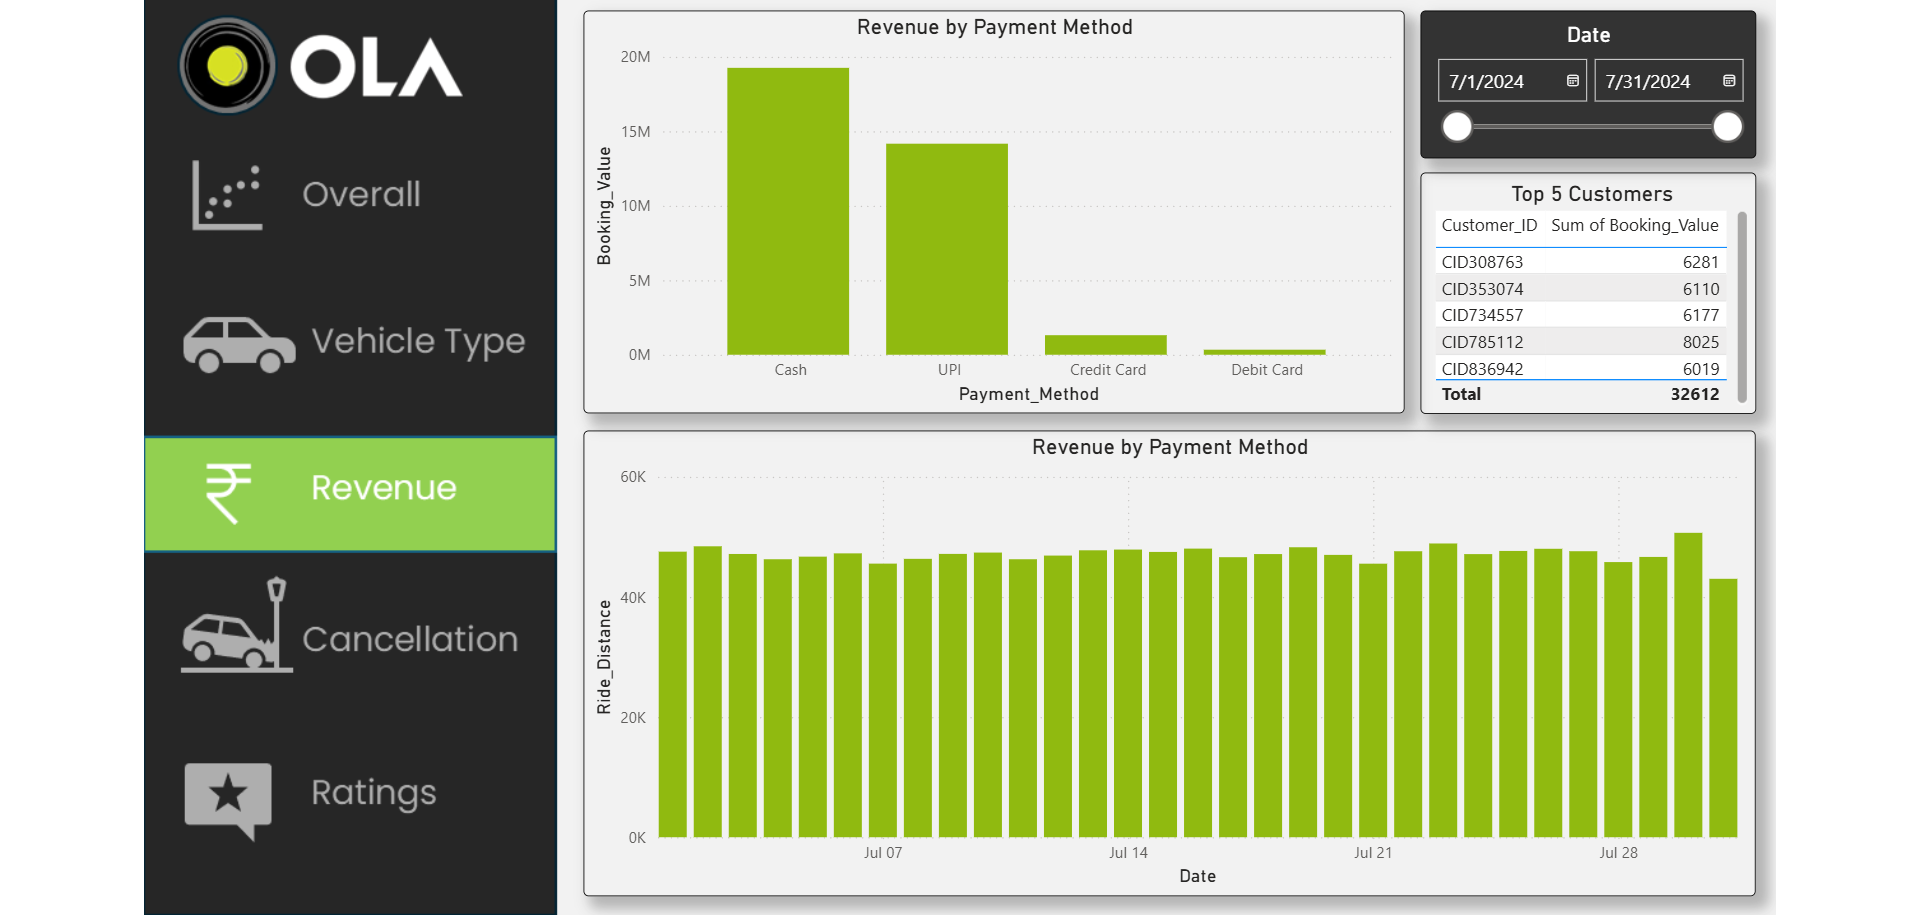 OLA
Overall
Vehicle Type
₹ Revenue
Cancellation
Ratings
Revenue by Payment Method
Booking_Value
20M
15M
10M
5M
0M
Cash UPI Credit Card Debit Card
Payment_Method
Date
7/1/2024 7/31/2024
Top 5 Customers
Customer_ID Sum of Booking_Value
CID308763 6281
CID353074 6110
CID734557 6177
CID785112 8025
CID836942 6019
Total 32612
Revenue by Payment Method
Ride_Distance
60K
40K
20K
0K
Jul 07 Jul 14 Jul 21 Jul 28
Date